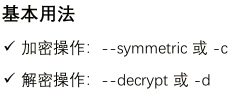 基本用法
✓ 加密操作：--symmetric 或 -c
✓ 解密操作：--decrypt 或 -d